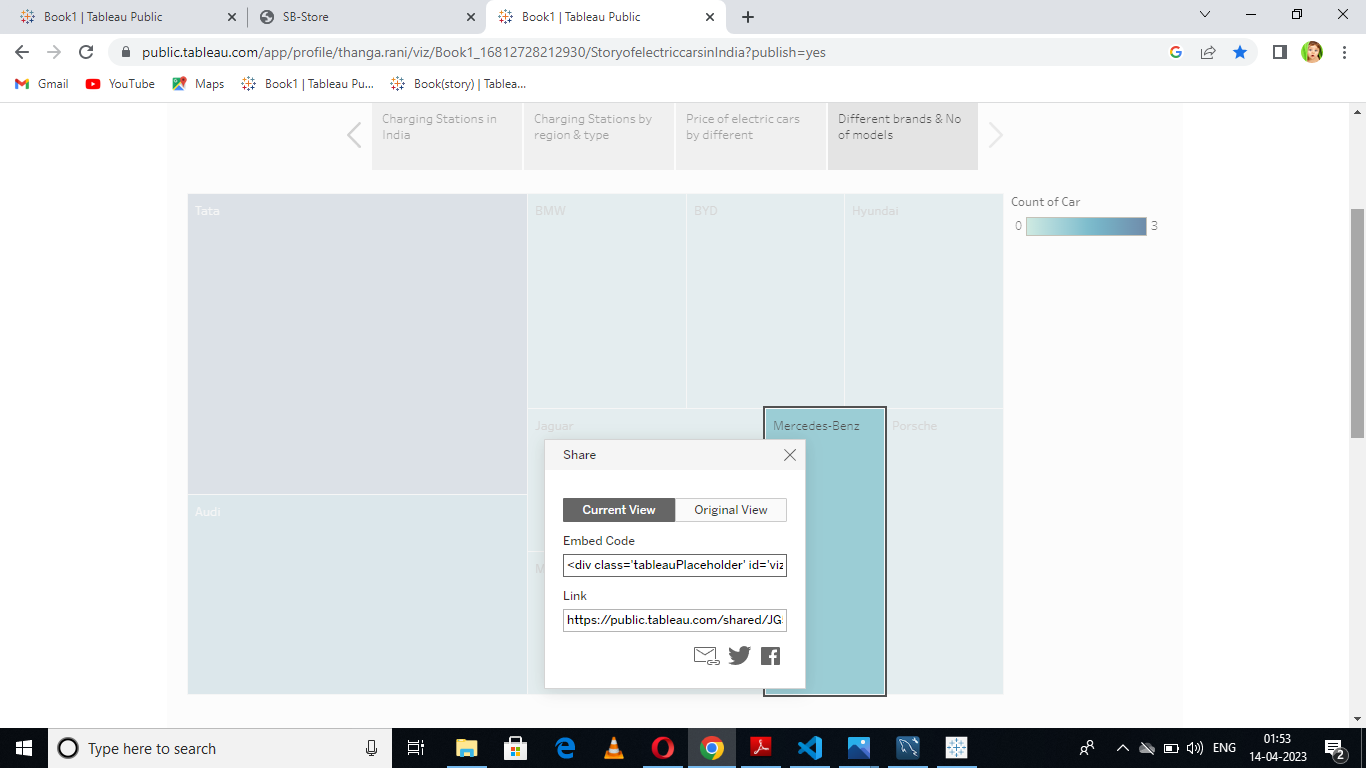 Book1 | Tableau Public
SB-Store
Book1 | Tableau Public
public.tableau.com/app/profile/thanga.rani/viz/Book1_16812728212930/StoryofelectriccarsinIndia?publish=yes
Gmail
YouTube
Maps
Book1 | Tableau Pu...
Book(story) | Tablea...
Charging Stations in
India
Charging Stations by
region & type
Price of electric cars
by different
Different brands & No
of models
Tata
BMW
BYD
Hyundai
Count of Car
0
3
Jaguar
Mercedes-Benz
Porsche
Audi
M
Share
Current View
Original View
Embed Code
<div class='tableauPlaceholder' id='viz
Link
https://public.tableau.com/shared/JG
Type here to search
ENG
01:53
14-04-2023
2